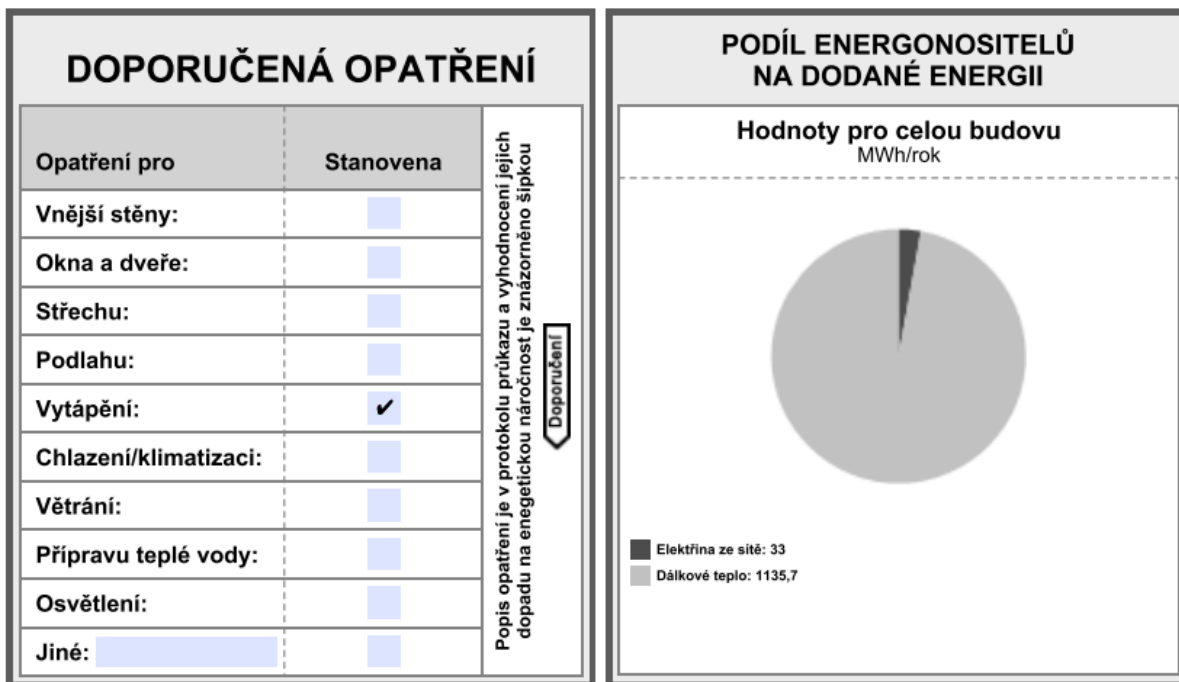 DOPORUČENÁ OPATŘENÍ
Opatření pro
Stanovena
Vnější stěny:
Okna a dveře:
Střechu:
Podlahu:
Vytápění: ✔
Chlazení/klimatizaci:
Větrání:
Přípravu teplé vody:
Osvětlení:
Jiné:
Popis opatření je v protokolu průkazu a vyhodnocení jejich
dopadu na enegetickou náročnost je znázorněno šipkou
Doporučení
PODÍL ENERGONOSITELŮ
NA DODANÉ ENERGII
Hodnoty pro celou budovu
MWh/rok
Elektřina ze sítě: 33
Dálkové teplo: 1135,7